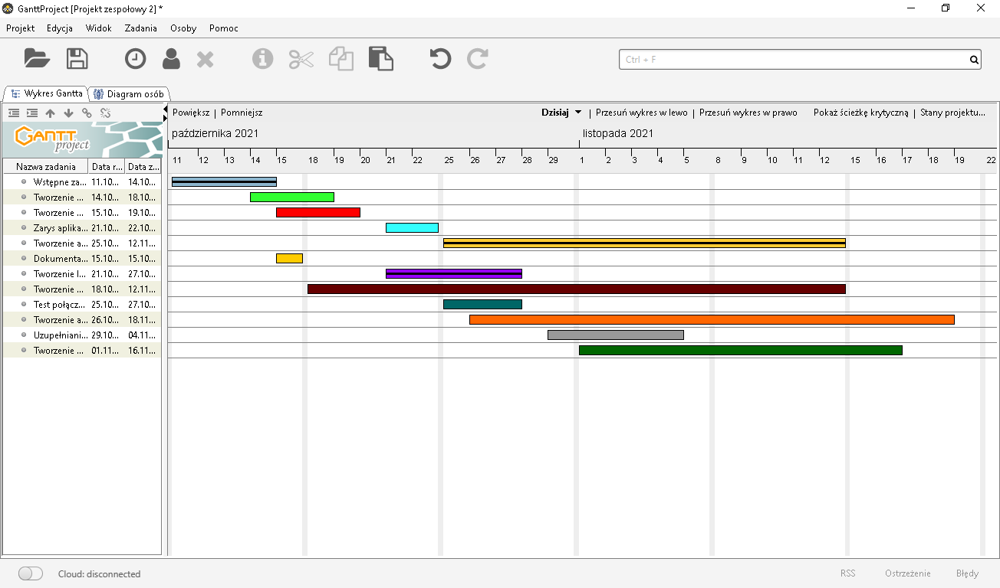 GanttProject [Projekt zespołowy 2] *
Projekt Edycja Widok Zadania Osoby Pomoc
Ctrl + F
Wykres Gantta Diagram osób
Powiększ | Pomniejsz Dzisiaj | Przesuń wykres w lewo | Przesuń wykres w prawo Pokaż ścieżkę krytyczną | Stany projektu...
GANTT project
października 2021 listopada 2021
Nazwa zadania Data r... Data z...
11 12 13 14 15 18 19 20 21 22 25 26 27 28 29 1 2 3 4 5 8 9 10 11 12 15 16 17 18 19 22
Wstępne za... 11.10... 14.10...
Tworzenie ... 14.10... 18.10...
Tworzenie ... 15.10... 19.10...
Zarys aplika... 21.10... 22.10...
Tworzenie a... 25.10... 12.11...
Dokumenta... 15.10... 15.10...
Tworzenie l... 21.10... 27.10...
Tworzenie ... 18.10... 12.11...
Test połącz... 25.10... 27.10...
Tworzenie a... 26.10... 18.11...
Uzupełniani... 29.10... 04.11...
Tworzenie ... 01.11... 16.11...
Cloud: disconnected RSS Ostrzeżenie Błędy